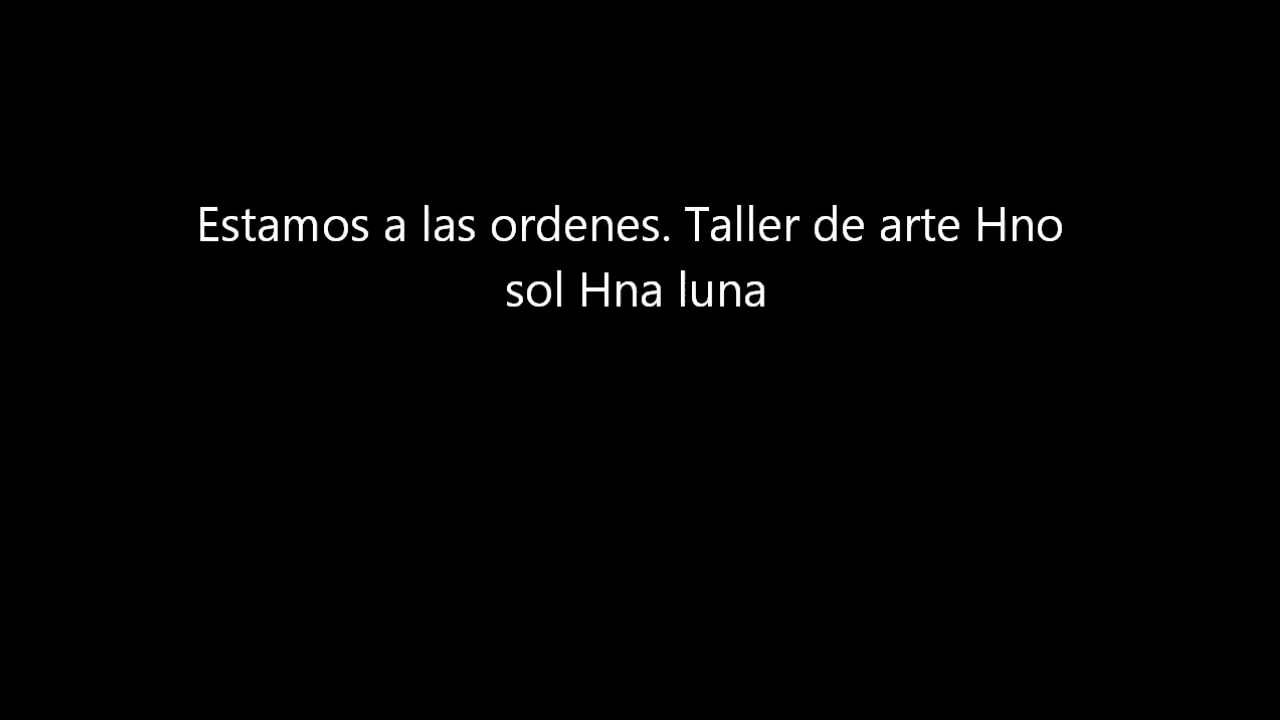 Estamos a las ordenes. Taller de arte Hno
sol Hna luna